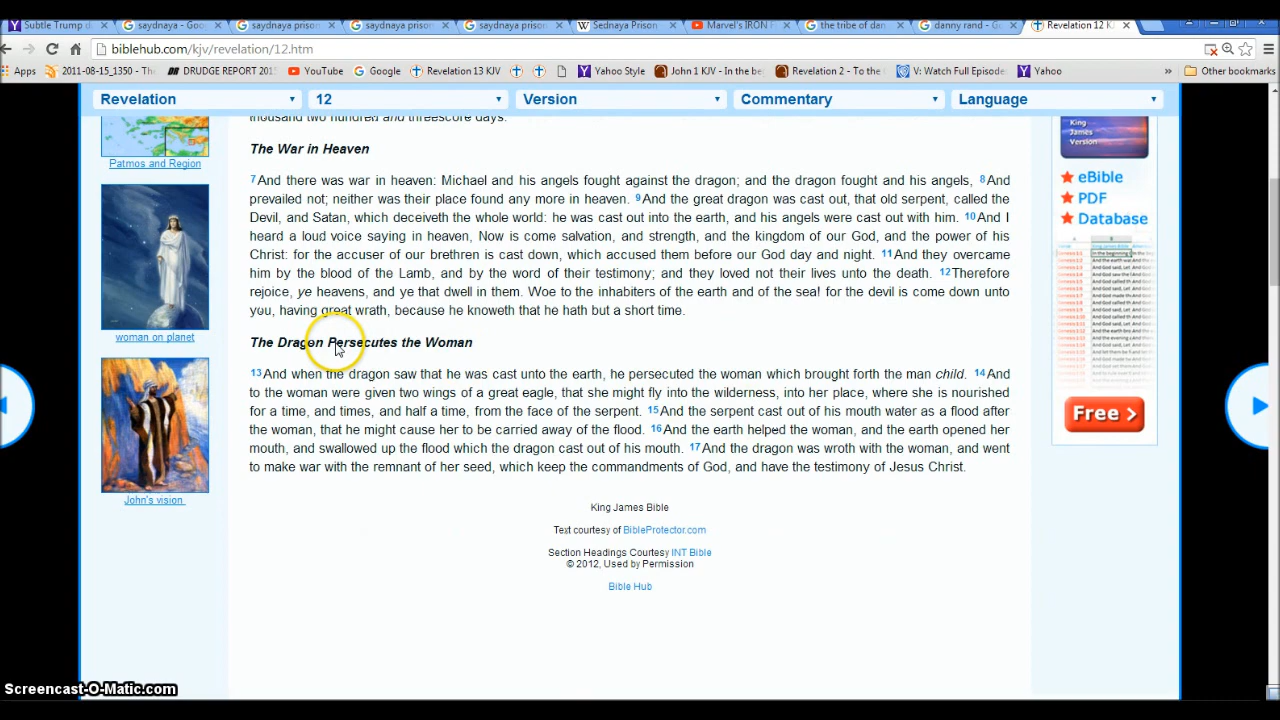 Subtle Trump d
saydnaya - Goo
saydnaya prison
saydnaya prison
saydnaya prison
Sednaya Prison
Marvel's IRON F
the tribe of dan
danny rand - Go
Revelation 12 KJ
biblehub.com/kjv/revelation/12.htm
Apps 2011-08-15_1350 - Th DRUDGE REPORT 201 YouTube Google Revelation 13 KJV Yahoo Style John 1 KJV - In the be Revelation 2 - To the V: Watch Full Episode Yahoo » Other bookmarks
Revelation 12 Version Commentary Language
thousand two hundred and threescore days.
The War in Heaven
7And there was war in heaven: Michael and his angels fought against the dragon; and the dragon fought and his angels, 8And
prevailed not; neither was their place found any more in heaven. 9And the great dragon was cast out, that old serpent, called the
Devil, and Satan, which deceiveth the whole world: he was cast out into the earth, and his angels were cast out with him. 10And I
heard a loud voice saying in heaven, Now is come salvation, and strength, and the kingdom of our God, and the power of his
Christ: for the accuser of our brethren is cast down, which accused them before our God day and night. 11And they overcame
him by the blood of the Lamb, and by the word of their testimony; and they loved not their lives unto the death. 12Therefore
rejoice, ye heavens, and ye that dwell in them. Woe to the inhabiters of the earth and of the sea! for the devil is come down unto
you, having great wrath, because he knoweth that he hath but a short time.
The Dragon Persecutes the Woman
13And when the dragon saw that he was cast unto the earth, he persecuted the woman which brought forth the man child. 14And
to the woman were given two wings of a great eagle, that she might fly into the wilderness, into her place, where she is nourished
for a time, and times, and half a time, from the face of the serpent. 15And the serpent cast out of his mouth water as a flood after
the woman, that he might cause her to be carried away of the flood. 16And the earth helped the woman, and the earth opened her
mouth, and swallowed up the flood which the dragon cast out of his mouth. 17And the dragon was wroth with the woman, and went
to make war with the remnant of her seed, which keep the commandments of God, and have the testimony of Jesus Christ.
King James Bible
Text courtesy of BibleProtector.com
Section Headings Courtesy INT Bible
© 2012, Used by Permission
Bible Hub
Patmos and Region
woman on planet
John's vision
King
James
Version
eBible
PDF
Database
Free >
Screencast-O-Matic.com